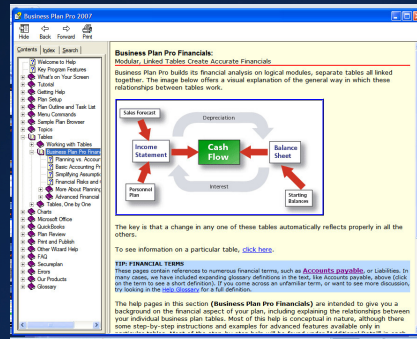 Business Plan Pro 2007
Hide Back Forward Print
Contents Index Search
Welcome to Help
Key Program Features
What's on Your Screen
Tutorial
Getting Help
Plan Setup
Plan Outline and Task List
Menu Commands
Sample Plan Browser
Topics
Tables
Working with Tables
Business Plan Pro Finan
Planning vs. Accour
Basic Accounting Pr
Simplifying Assumptio
Financial Risks and
More About Planning
Advanced Financial
Tables, One by One
Charts
Microsoft Office
QuickBooks
Plan Review
Print and Publish
Other Wizard Help
FAQ
Secureplan
Errors
Our Products
Glossary
Business Plan Pro Financials:
Modular, Linked Tables Create Accurate Financials
Business Plan Pro builds its financial analysis on logical modules, separate tables all linked
together. The image below offers a visual explanation of the general way in which these
relationships between tables work.
Sales Forecast
Depreciation
Income
Statement
Cash
Flow
Balance
Sheet
Personnel
Plan
Interest
Starting
Balances
The key is that a change in any one of these tables automatically reflects properly in all the
others.
To see information on a particular table, click here.
TIP: FINANCIAL TERMS
These pages contain references to numerous financial terms, such as Accounts payable, or Liabilities. In
many cases, we have included expanding glossary definitions in the text, like Accounts payable, above (click
on the term to see a short definition). If you come across an unfamiliar term, or want to see more discussion,
try looking in the Help Glossary for a full definition.
The help pages in this section (Business Plan Pro Financials) are intended to give you a
background on the financial aspect of your plan, including explaining the relationships between
your individual business plan tables. Most of this help is conceptual in nature, although there
some step-by-step instructions and examples for advanced features available only in